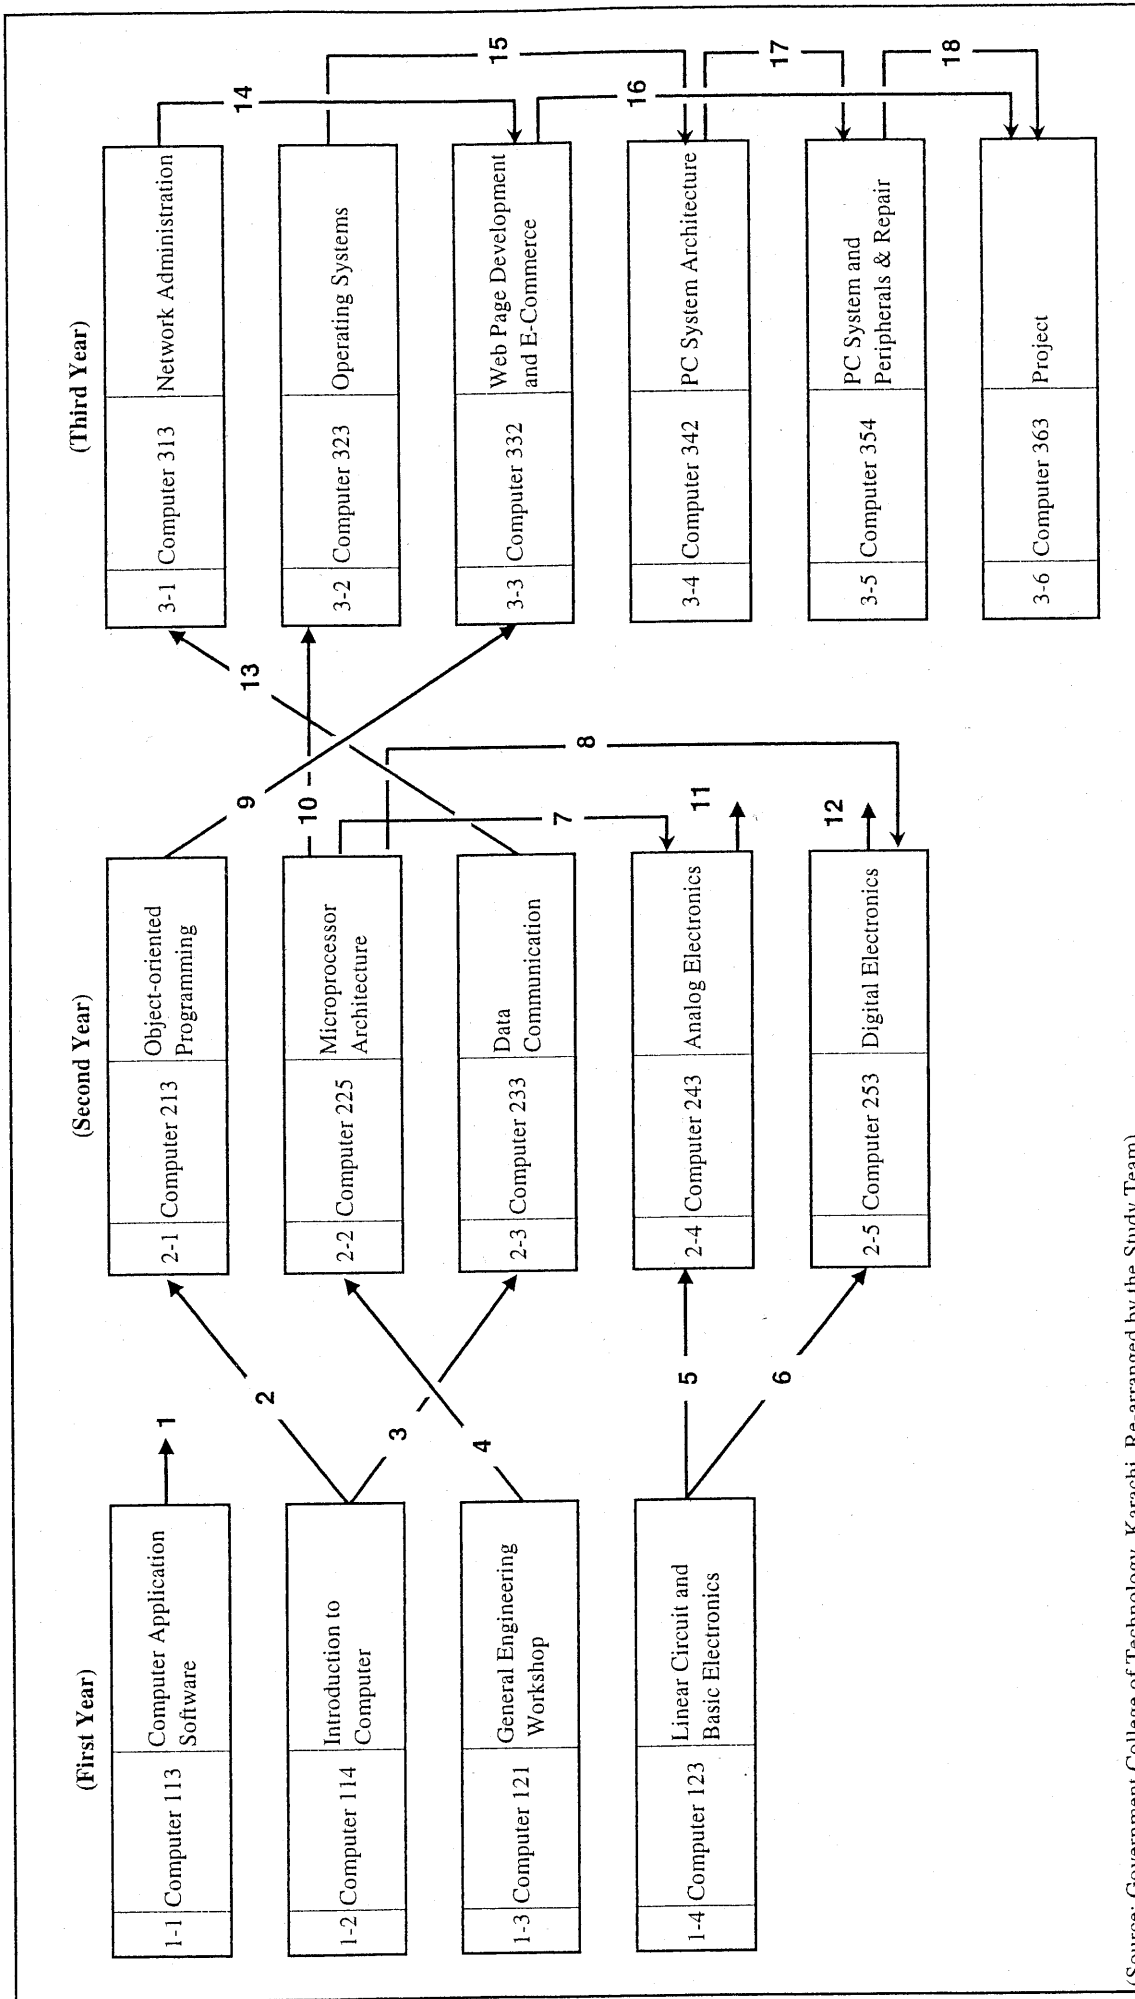 (First Year)
1-1 Computer 113 Computer Application
Software
1-2 Computer 114 Introduction to
Computer
1-3 Computer 121 General Engineering
Workshop
1-4 Computer 123 Linear Circuit and
Basic Electronics
1
2
3
4
5
6
(Second Year)
2-1 Computer 213 Object-oriented
Programming
2-2 Computer 225 Microprocessor
Architecture
2-3 Computer 233 Data
Communication
2-4 Computer 243 Analog Electronics
2-5 Computer 253 Digital Electronics
9
10
13
7
8
11
12
(Third Year)
3-1 Computer 313 Network Administration
3-2 Computer 323 Operating Systems
3-3 Computer 332 Web Page Development
and E-Commerce
3-4 Computer 342 PC System Architecture
3-5 Computer 354 PC System and
Peripherals & Repair
3-6 Computer 363 Project
14
15
16
17
18
(Source: Government College of Technology, Karachi, Re-arranged by the Study Team)